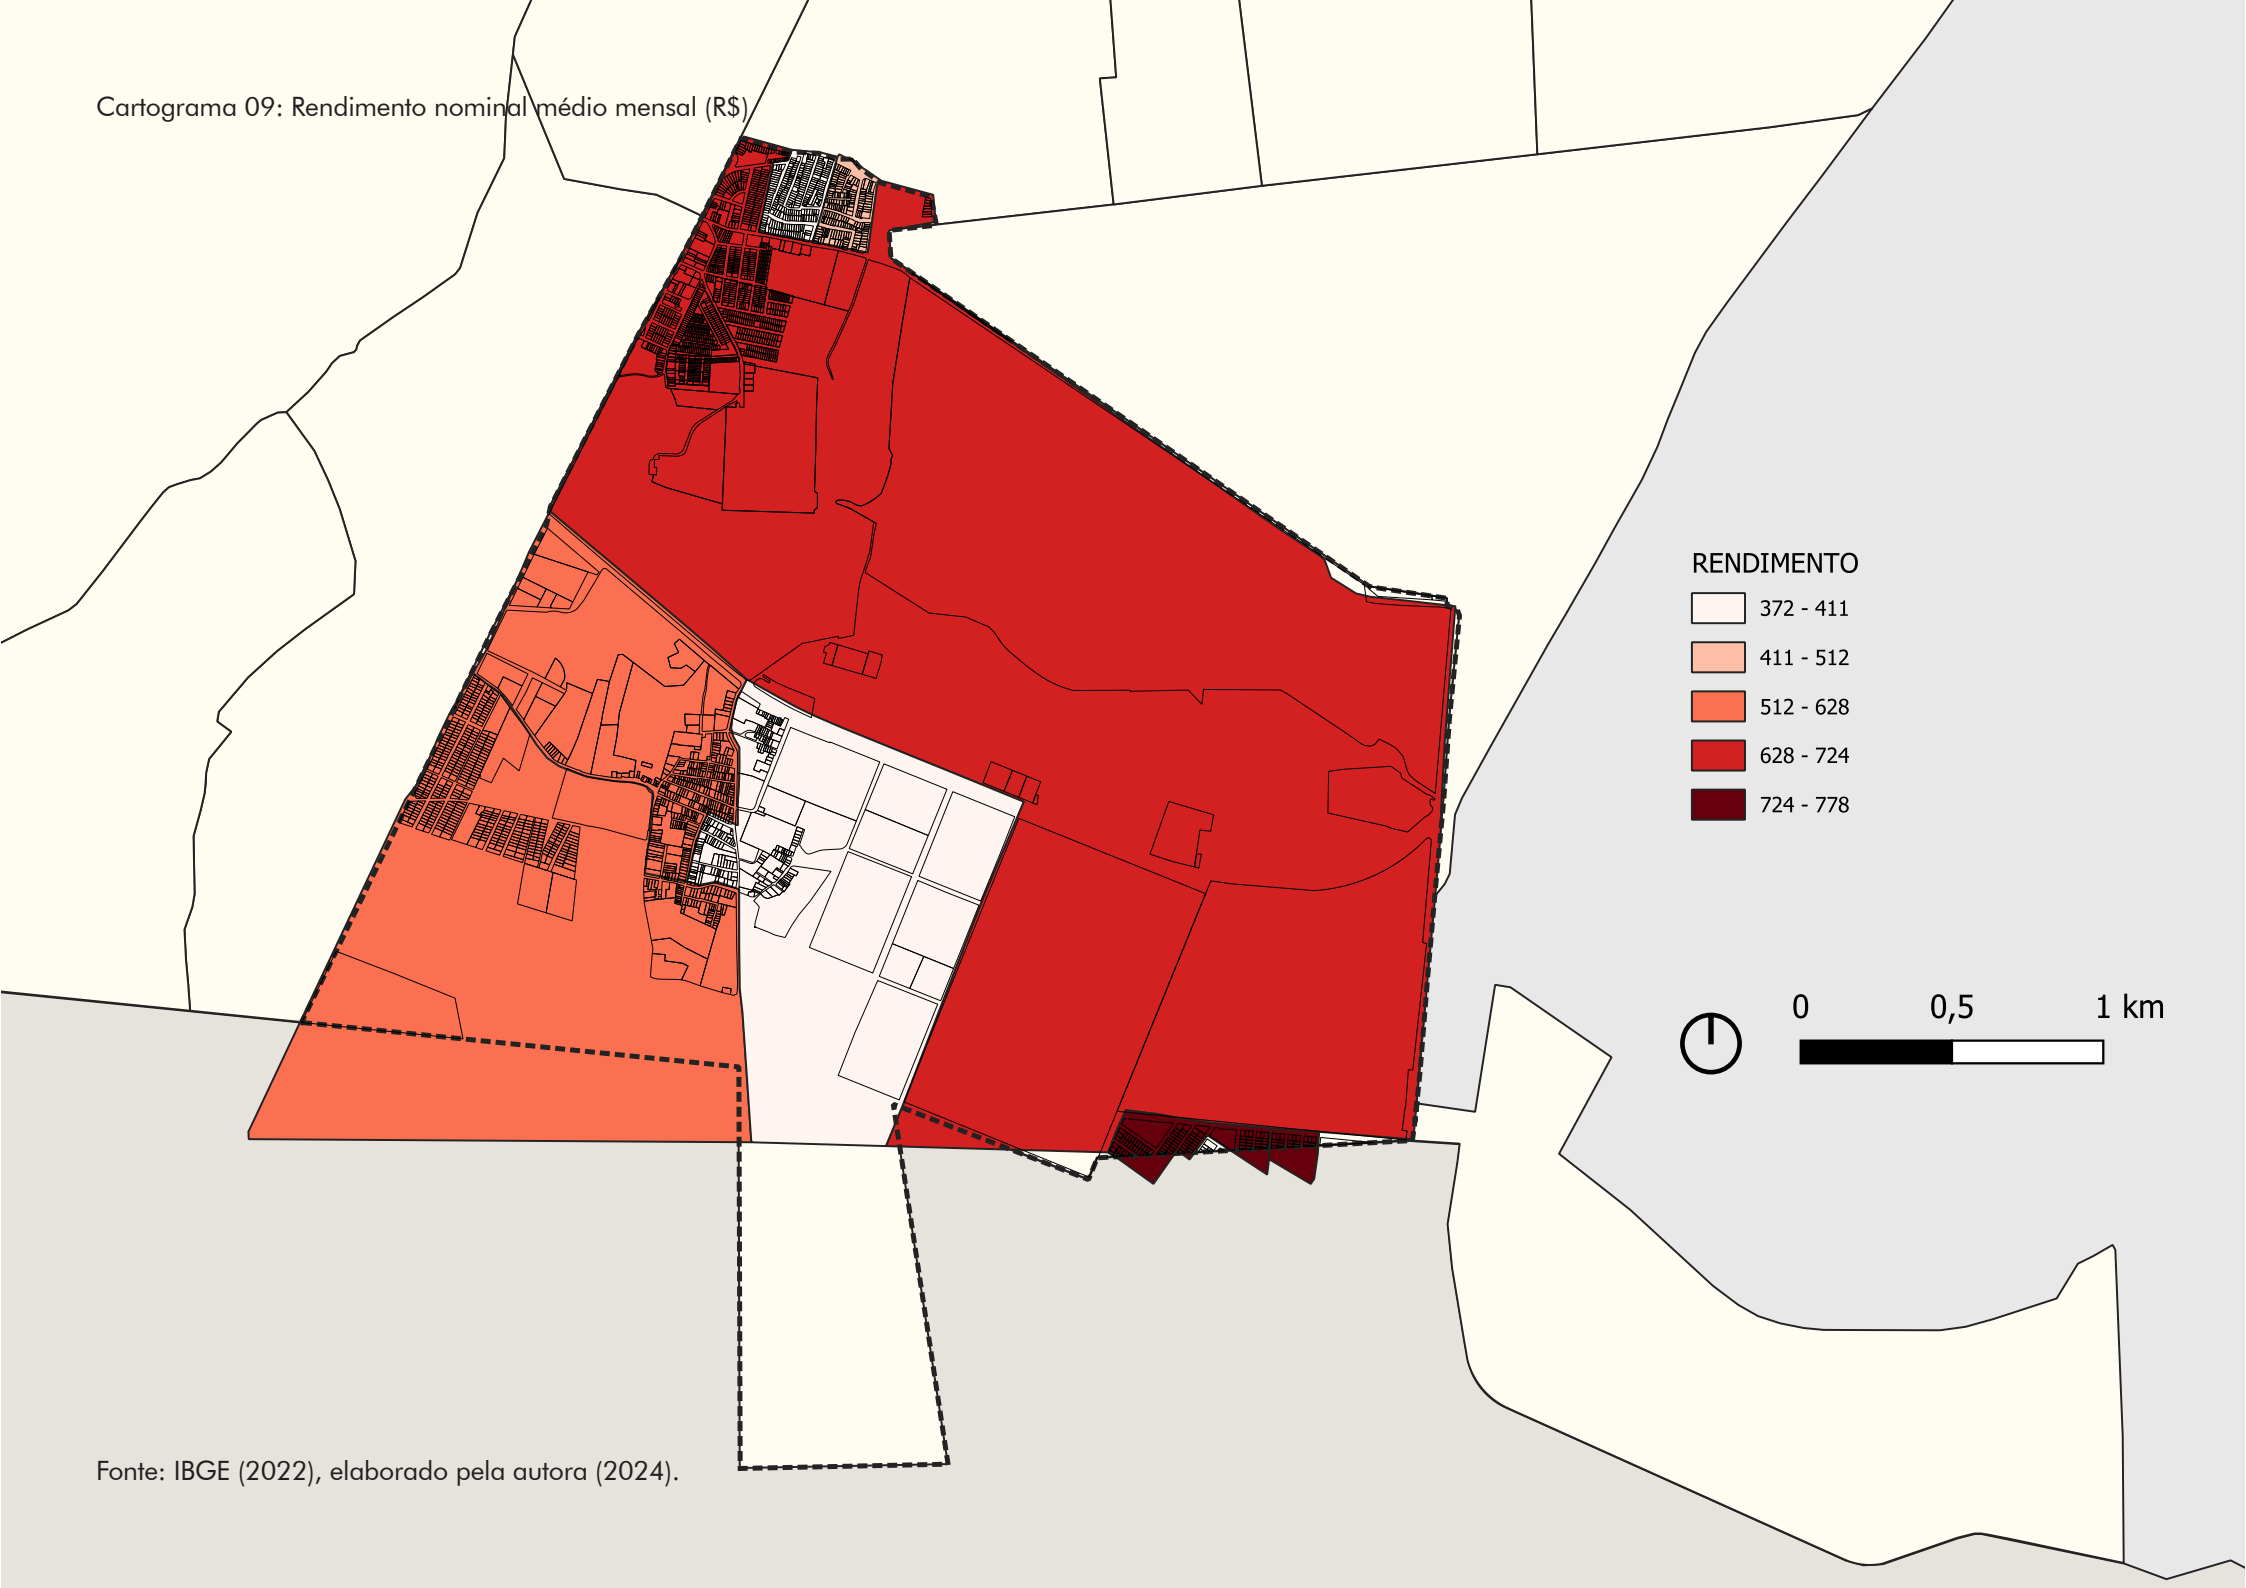 Cartograma 09: Rendimento nominal médio mensal (R$)
RENDIMENTO
372 - 411
411 - 512
512 - 628
628 - 724
724 - 778
0 0,5 1 km
Fonte: IBGE (2022), elaborado pela autora (2024).